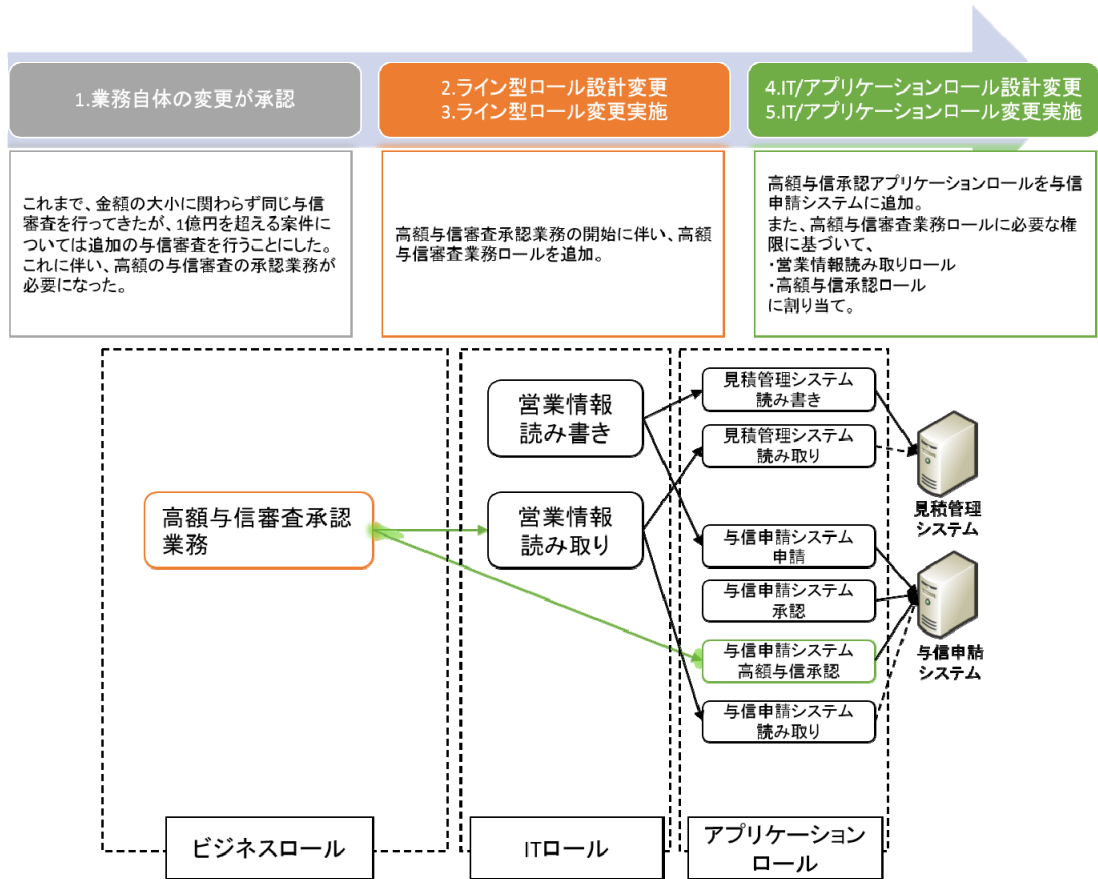 1.業務自体の変更が承認
2.ライン型ロール設計変更
3.ライン型ロール変更実施
4.IT/アプリケーションロール設計変更
5.IT/アプリケーションロール変更実施
これまで、金額の大小に関わらず同じ与信
審査を行ってきたが、1億円を超える案件に
ついては追加の与信審査を行うことにした。
これに伴い、高額の与信審査の承認業務が
必要になった。
高額与信審査承認業務の開始に伴い、高額
与信審査業務ロールを追加。
高額与信承認アプリケーションロールを与信
申請システムに追加。
また、高額与信審査業務ロールに必要な権
限に基づいて、
・営業情報読み取りロール
・高額与信承認ロール
に割り当て。
高額与信審査承認
業務
営業情報
読み書き
営業情報
読み取り
見積管理システム
読み書き
見積管理システム
読み取り
与信申請システム
申請
与信申請システム
承認
与信申請システム
高額与信承認
与信申請システム
読み取り
見積管理
システム
与信申請
システム
ビジネスロール
ITロール
アプリケーション
ロール